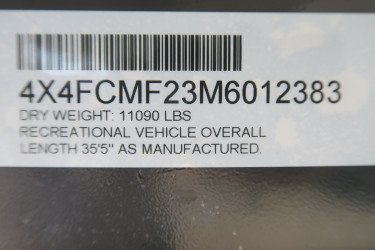 4X4FCMF23M6012383
DRY WEIGHT: 11090 LBS
RECREATIONAL VEHICLE OVERALL
LENGTH 35'5" AS MANUFACTURED.